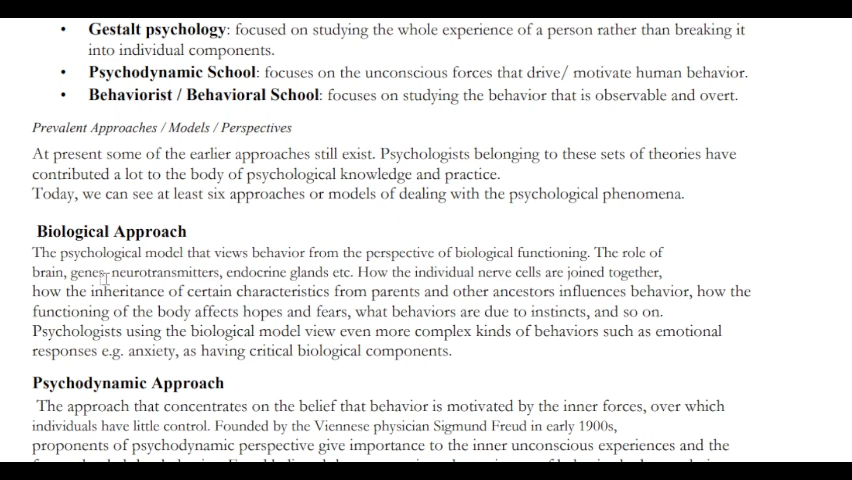 • Gestalt psychology: focused on studying the whole experience of a person rather than breaking it
into individual components.
• Psychodynamic School: focuses on the unconscious forces that drive/ motivate human behavior.
• Behaviorist / Behavioral School: focuses on studying the behavior that is observable and overt.
Prevalent Approaches / Models / Perspectives
At present some of the earlier approaches still exist. Psychologists belonging to these sets of theories have
contributed a lot to the body of psychological knowledge and practice.
Today, we can see at least six approaches or models of dealing with the psychological phenomena.
Biological Approach
The psychological model that views behavior from the perspective of biological functioning. The role of
brain, genes, neurotransmitters, endocrine glands etc. How the individual nerve cells are joined together,
how the inheritance of certain characteristics from parents and other ancestors influences behavior, how the
functioning of the body affects hopes and fears, what behaviors are due to instincts, and so on.
Psychologists using the biological model view even more complex kinds of behaviors such as emotional
responses e.g. anxiety, as having critical biological components.
Psychodynamic Approach
The approach that concentrates on the belief that behavior is motivated by the inner forces, over which
individuals have little control. Founded by the Viennese physician Sigmund Freud in early 1900s,
proponents of psychodynamic perspective give importance to the inner unconscious experiences and the